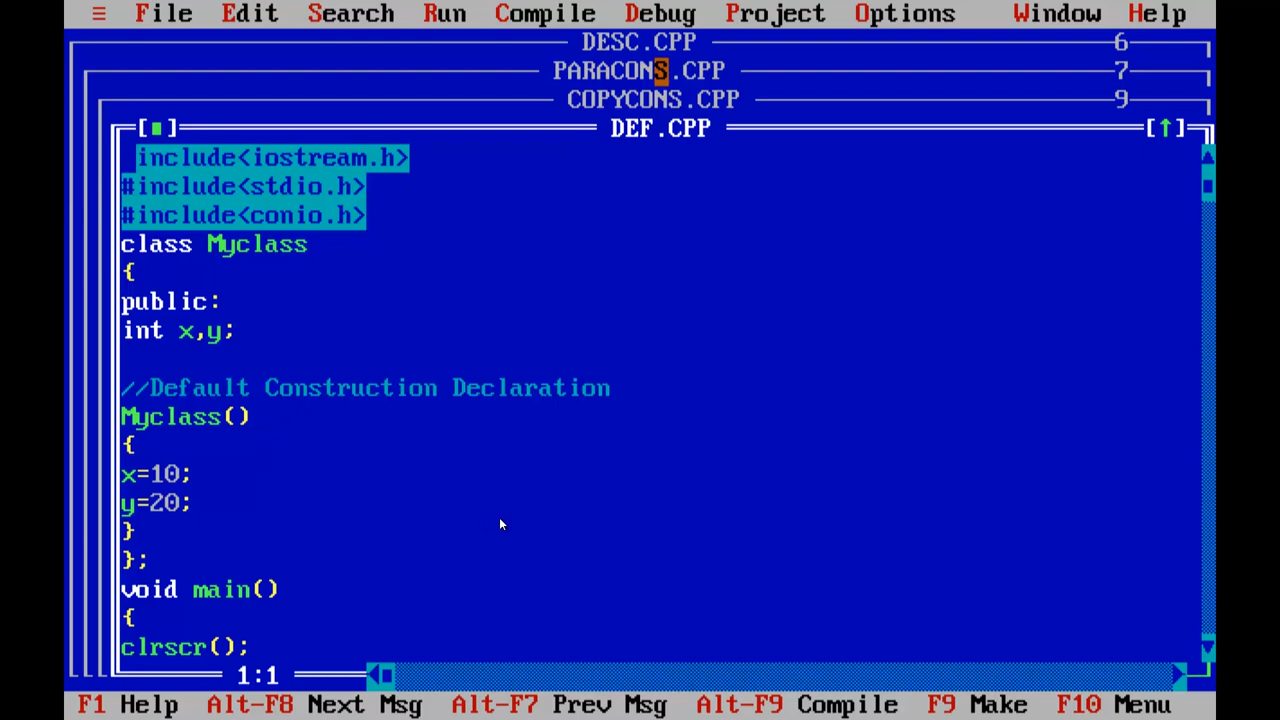 ≡ File Edit Search Run Compile Debug Project Options Window Help
DESC.CPP 6
PARACONS.CPP 7
COPYCONS.CPP 9
[■] DEF.CPP [↑]
include<iostream.h>
#include<stdio.h>
#include<conio.h>
class Myclass
{
public:
int x,y;
//Default Construction Declaration
Myclass()
{
x=10;
y=20;
}
};
void main()
{
clrscr();
1:1
F1 Help Alt-F8 Next Msg Alt-F7 Prev Msg Alt-F9 Compile F9 Make F10 Menu